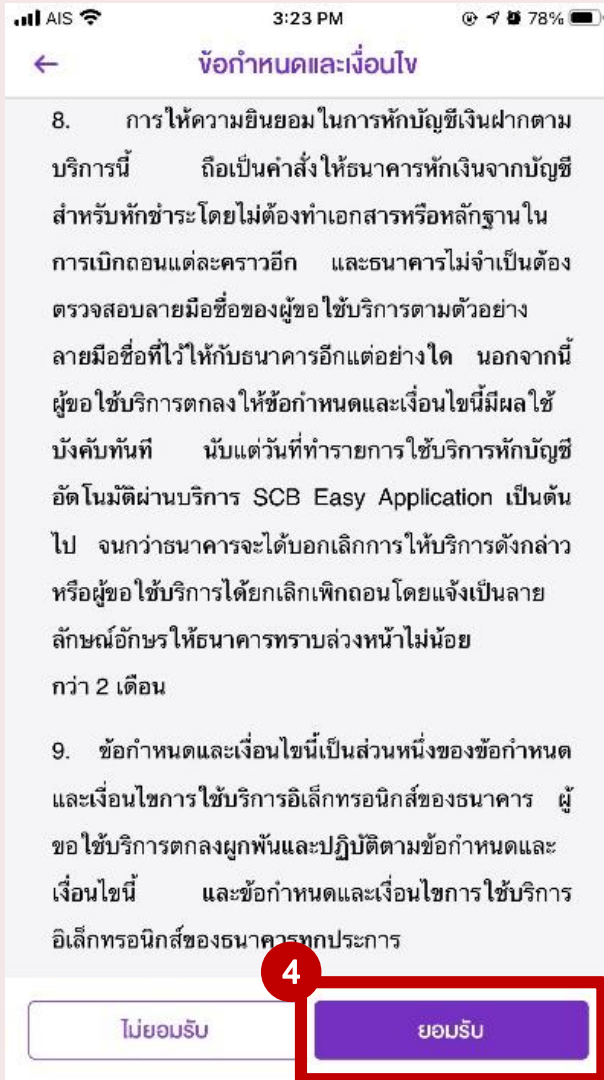 AIS 3:23 PM 78%
ข้อกำหนดและเงื่อนไข
8. การให้ความยินยอมในการหักบัญชีเงินฝากตาม
บริการนี้ ถือเป็นคำสั่งให้ธนาคารหักเงินจากบัญชี
สำหรับหักชำระโดยไม่ต้องทำเอกสารหรือหลักฐานใน
การเบิกถอนแต่ละคราวอีก และธนาคารไม่จำเป็นต้อง
ตรวจสอบลายมือชื่อของผู้ขอใช้บริการตามตัวอย่าง
ลายมือชื่อที่ไว้ให้กับธนาคารอีกแต่อย่างใด นอกจากนี้
ผู้ขอใช้บริการตกลงให้ข้อกำหนดและเงื่อนไขนี้มีผลใช้
บังคับทันที นับแต่วันที่ทำรายการใช้บริการหักบัญชี
อัตโนมัติผ่านบริการ SCB Easy Application เป็นต้น
ไป จนกว่าธนาคารจะได้บอกเลิกการให้บริการดังกล่าว
หรือผู้ขอใช้บริการได้ยกเลิกเพิกถอนโดยแจ้งเป็นลาย
ลักษณ์อักษรให้ธนาคารทราบล่วงหน้าไม่น้อย
กว่า 2 เดือน
9. ข้อกำหนดและเงื่อนไขนี้เป็นส่วนหนึ่งของข้อกำหนด
และเงื่อนไขการใช้บริการอิเล็กทรอนิกส์ของธนาคาร ผู้
ขอใช้บริการตกลงผูกพันและปฏิบัติตามข้อกำหนดและ
เงื่อนไขนี้ และข้อกำหนดและเงื่อนไขการใช้บริการ
อิเล็กทรอนิกส์ของธนาคารทุกประการ
4
ไม่ยอมรับ ยอมรับ